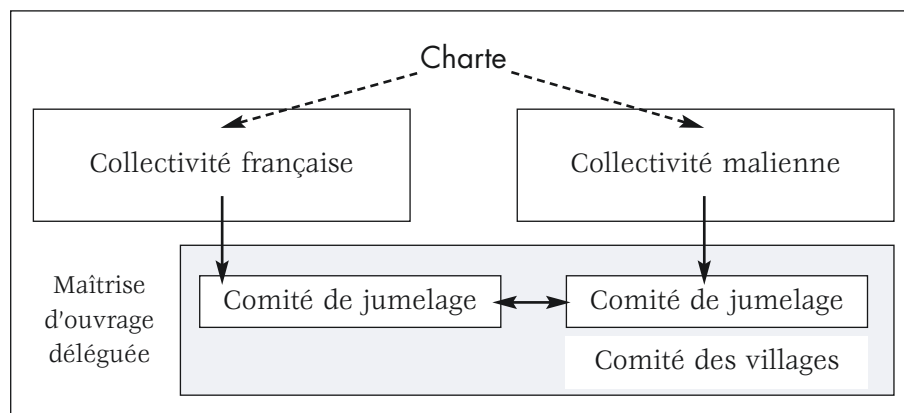 Charte
Collectivité française
Collectivité malienne
Maîtrise
d'ouvrage
déléguée
Comité de jumelage
Comité de jumelage
Comité des villages